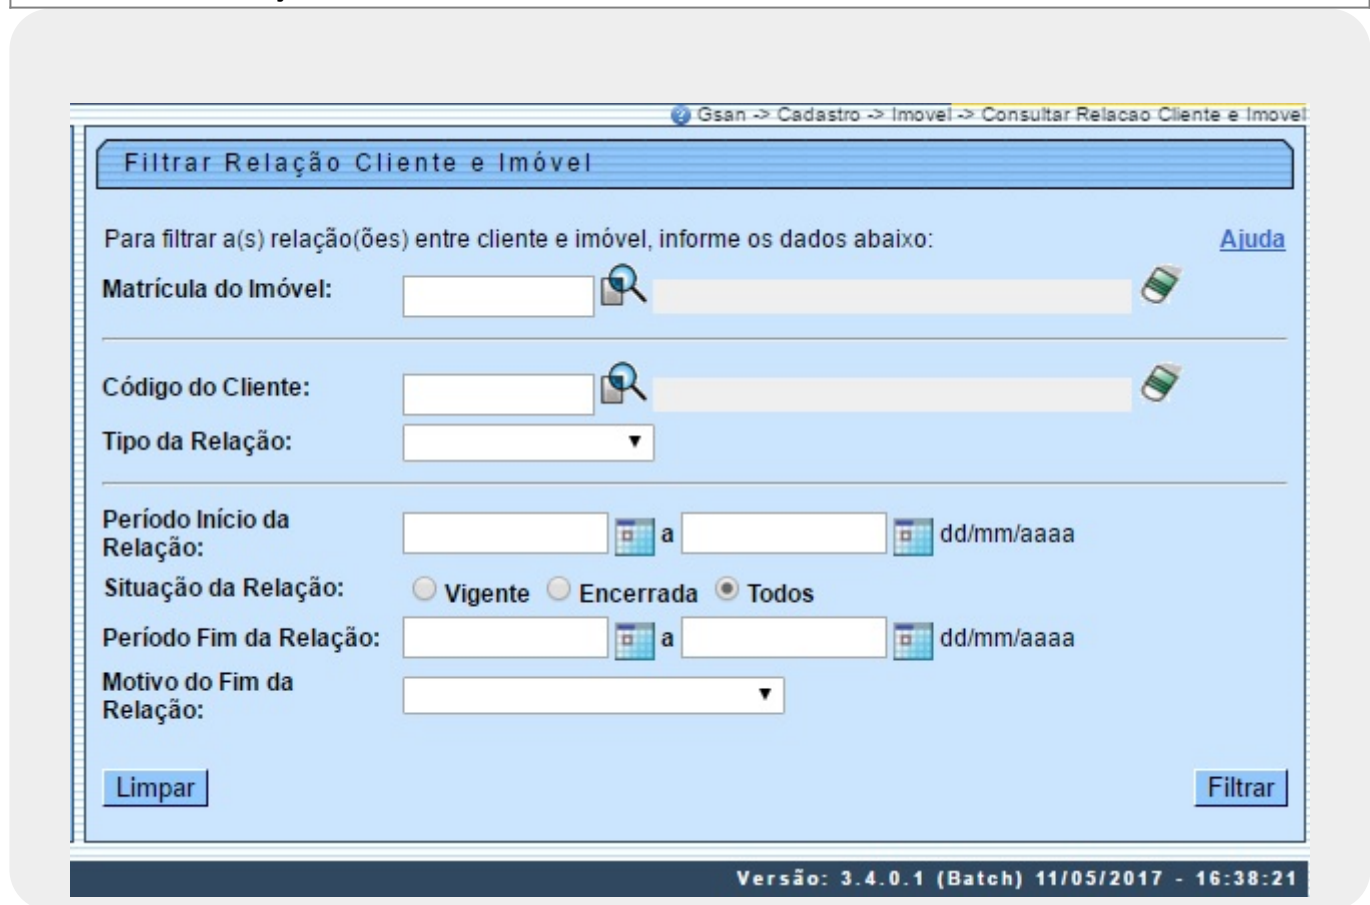 Gsan -> Cadastro -> Imovel -> Consultar Relacao Cliente e Imovel
Filtrar Relação Cliente e Imóvel
Para filtrar a(s) relação(ões) entre cliente e imóvel, informe os dados abaixo: Ajuda
Matrícula do Imóvel:
Código do Cliente:
Tipo da Relação:
Período Início da
Relação:
a dd/mm/aaaa
Situação da Relação: Vigente Encerrada Todos
Período Fim da Relação: a dd/mm/aaaa
Motivo do Fim da
Relação:
Limpar Filtrar
Versão: 3.4.0.1 (Batch) 11/05/2017 - 16:38:21